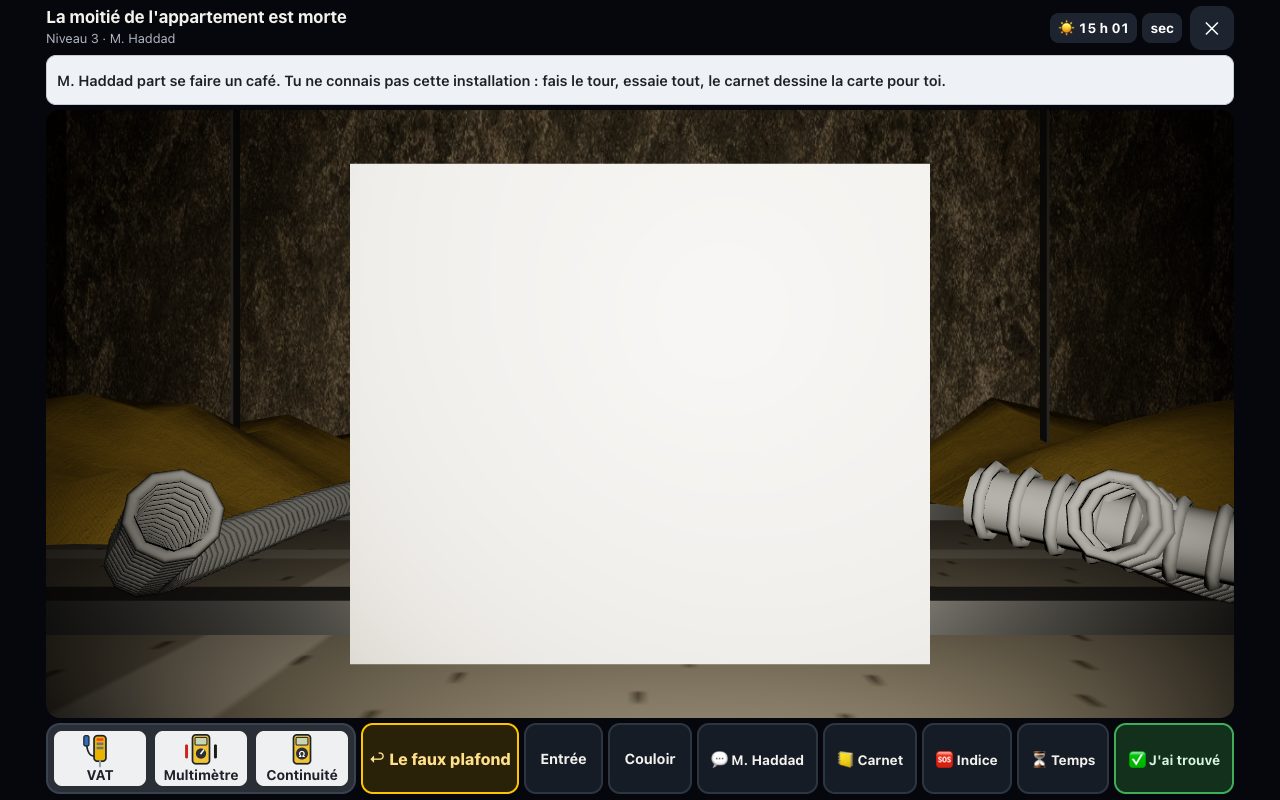 La moitié de l'appartement est morte
Niveau 3 · M. Haddad
15 h 01
sec
M. Haddad part se faire un café. Tu ne connais pas cette installation : fais le tour, essaie tout, le carnet dessine la carte pour toi.
VAT
Multimètre
Continuité
Le faux plafond
Entrée
Couloir
M. Haddad
Carnet
SOS Indice
Temps
J'ai trouvé